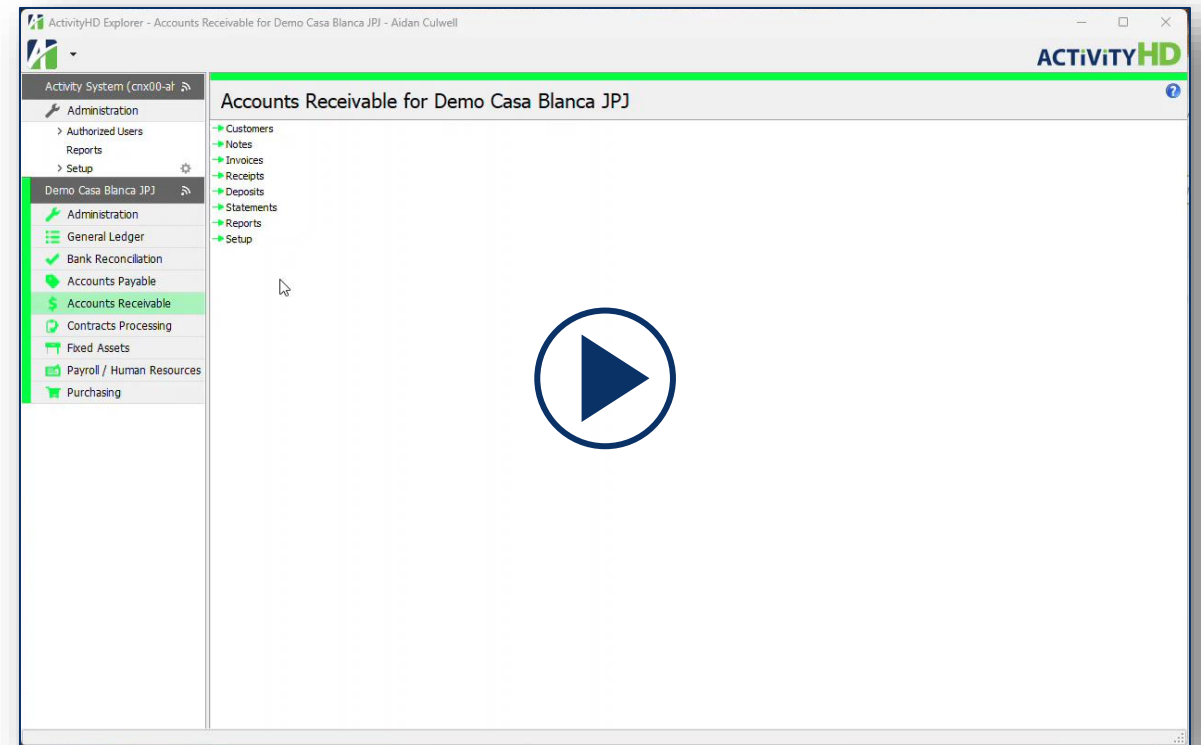 ActivityHD Explorer - Accounts Receivable for Demo Casa Blanca JPJ - Aidan Culwell
ACTiViTYHD
Activity System (cnx00-al
Administration
Authorized Users
Reports
Setup
Demo Casa Blanca JPJ
Administration
General Ledger
Bank Reconciliation
Accounts Payable
Accounts Receivable
Contracts Processing
Fixed Assets
Payroll / Human Resources
Purchasing
Accounts Receivable for Demo Casa Blanca JPJ
?
Customers
Notes
Invoices
Receipts
Deposits
Statements
Reports
Setup